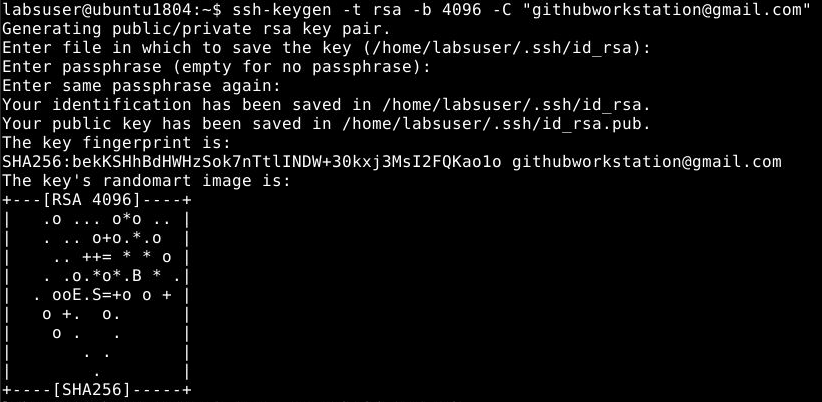 labsuser@ubuntu1804:~$ ssh-keygen -t rsa -b 4096 -C "githubworkstation@gmail.com"
Generating public/private rsa key pair.
Enter file in which to save the key (/home/labsuser/.ssh/id_rsa):
Enter passphrase (empty for no passphrase):
Enter same passphrase again:
Your identification has been saved in /home/labsuser/.ssh/id_rsa.
Your public key has been saved in /home/labsuser/.ssh/id_rsa.pub.
The key fingerprint is:
SHA256:bekKSHhBdHWHzSok7nTtlINDW+30kxj3MsI2FQKao1o githubworkstation@gmail.com
The key's randomart image is:
+---[RSA 4096]----+
|   .o ... o*o .. |
|   . .. o+o.*.o  |
|    .. ++= * * o |
|   . .o.*o*.B * .|
|  . ooE.S=+o o + |
|   o +.  o.      |
|    o .   .      |
|       . .       |
|        .        |
+----[SHA256]-----+